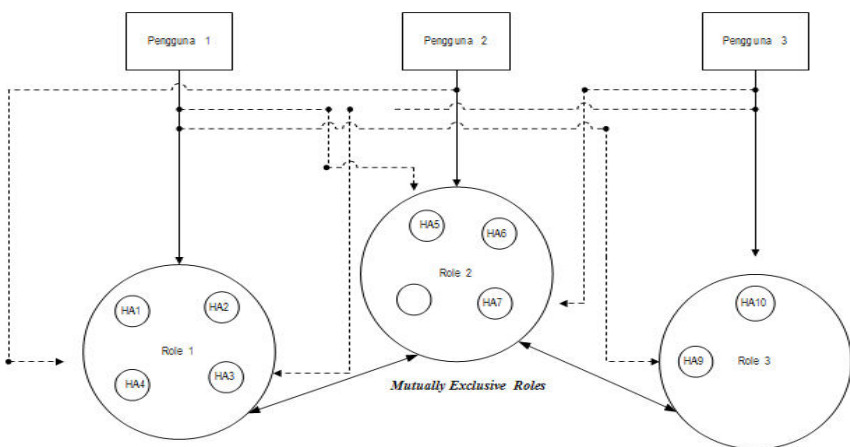 Pengguna 1
Pengguna 2
Pengguna 3
HA5
HA6
Role 2
HA7
HA1
HA2
Role 1
HA4
HA3
HA10
HA9
Role 3
Mutually Exclusive Roles